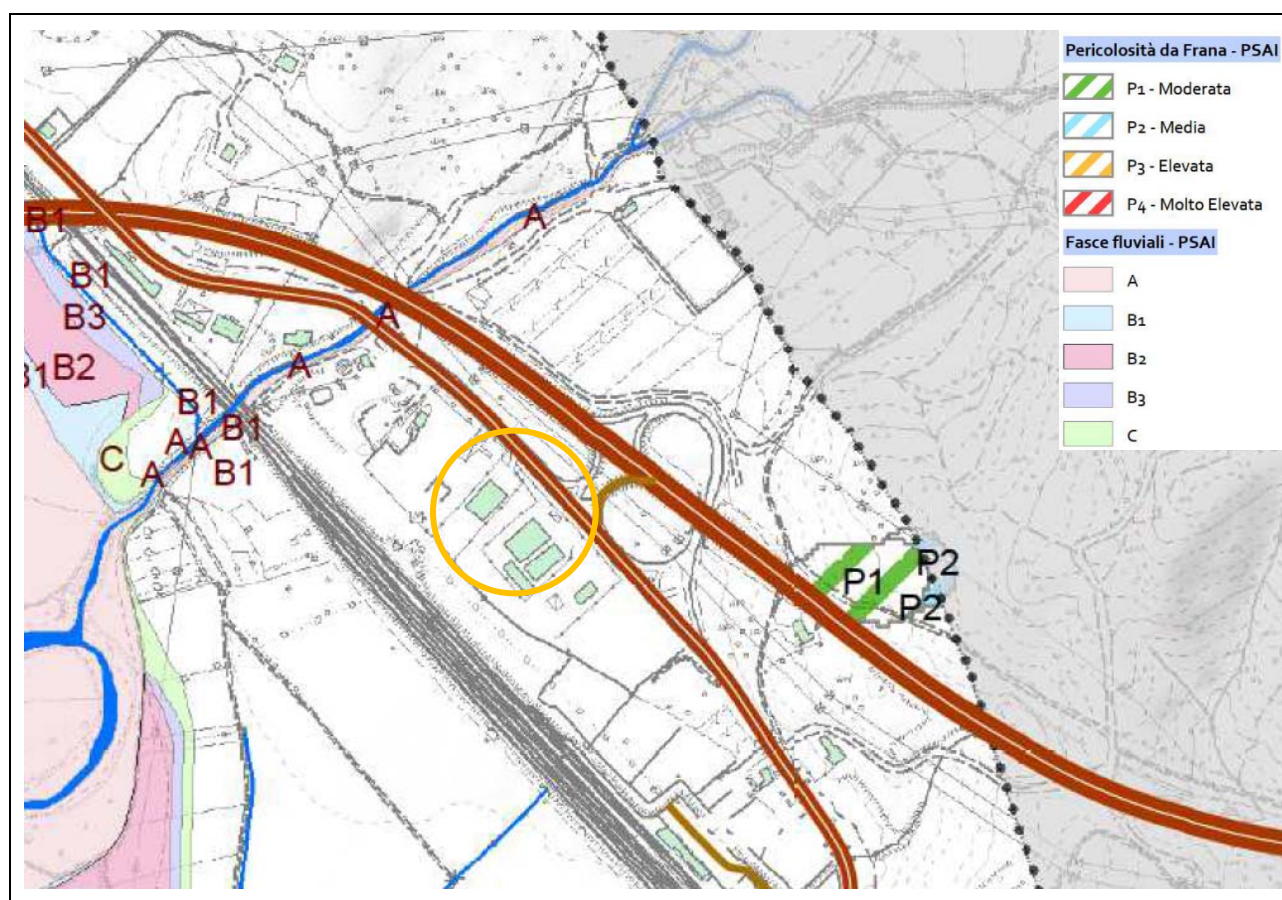 Pericolosità da Frana - PSAI
P1 - Moderata
P2 - Media
P3 - Elevata
P4 - Molto Elevata
Fasce fluviali - PSAI
A
B1
B2
B3
C
A
B1
B1
B3
A
B1 B2
A
B1
B1
A A
C
B1
A
P1
P2
P2